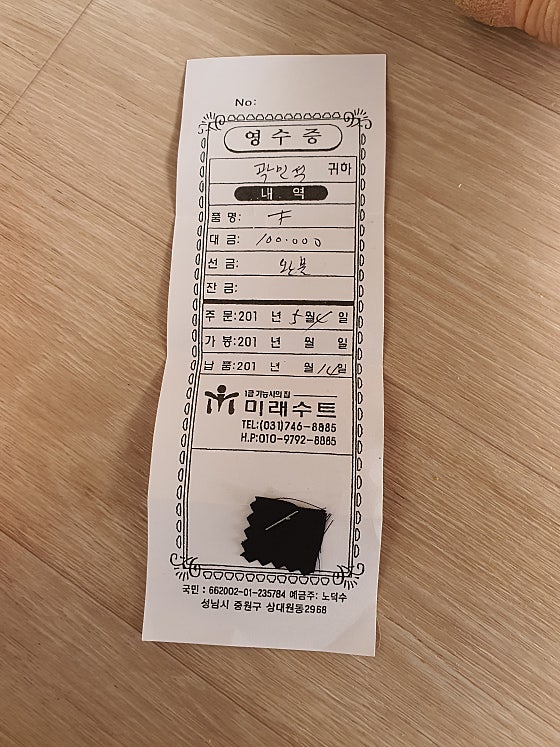 No:
영 수 증
곽민석 귀하
내 역
품 명: 바
대 금: 100.000
선 금: 완불
잔 금:
주 문:201 년 5월 4일
가 봉:201 년 월 일
납 품:201 년 월 14일
1급 기능사의 집
미래수트
TEL:(031)746-8885
H.P:010-9792-8885
국민 : 662002-01-235784 예금주: 노덕수
성남시 중원구 상대원동2968